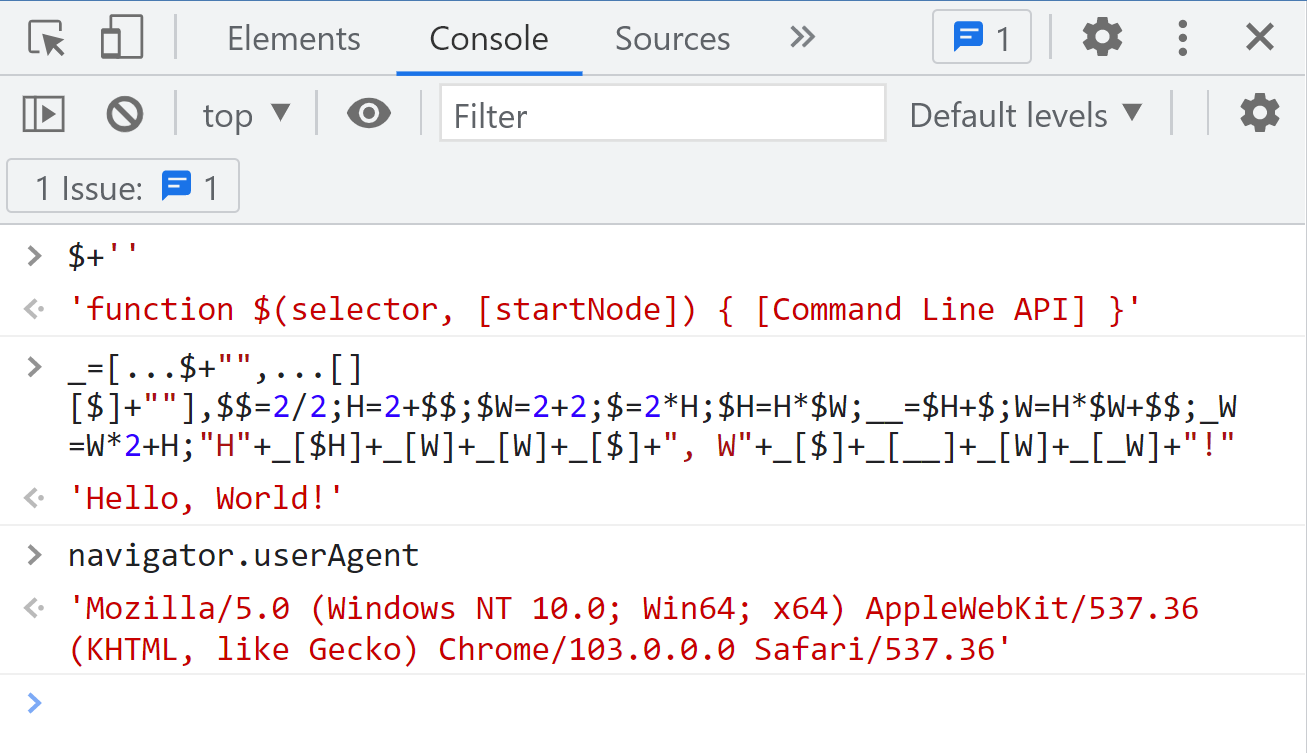 Elements Console Sources 1
top Filter Default levels
1 Issue: 1
$+''
'function $(selector, [startNode]) { [Command Line API] }'
_=[...$+"",...[]
[$]+""],$$=2/2;H=2+$$;$W=2+2;$=2*H;$H=H*$W;__=$H+$;W=H*$W+$$;_W
=W*2+H;"H"+_[$H]+_[W]+_[W]+_[$]+", W"+_[$]+_[__]+_[W]+_[_W]+"!"
'Hello, World!'
navigator.userAgent
'Mozilla/5.0 (Windows NT 10.0; Win64; x64) AppleWebKit/537.36
(KHTML, like Gecko) Chrome/103.0.0.0 Safari/537.36'